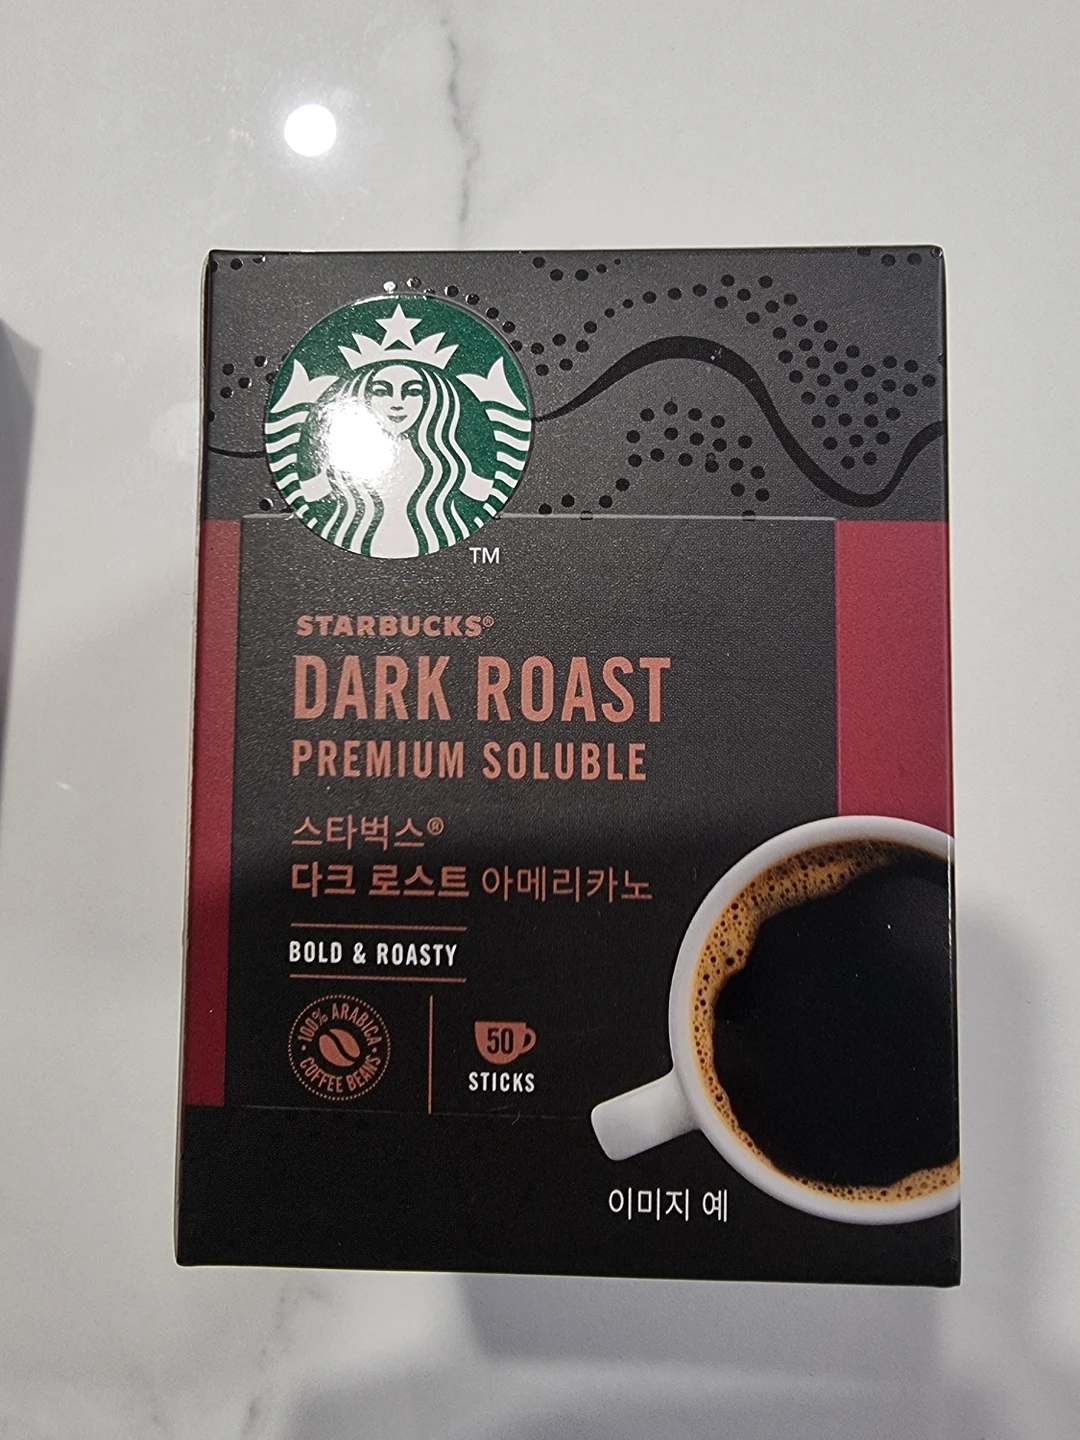 TM
STARBUCKS®
DARK ROAST
PREMIUM SOLUBLE
스타벅스®
다크 로스트 아메리카노
BOLD & ROASTY
100% ARABICA
COFFEE BEANS
50
STICKS
이미지 예